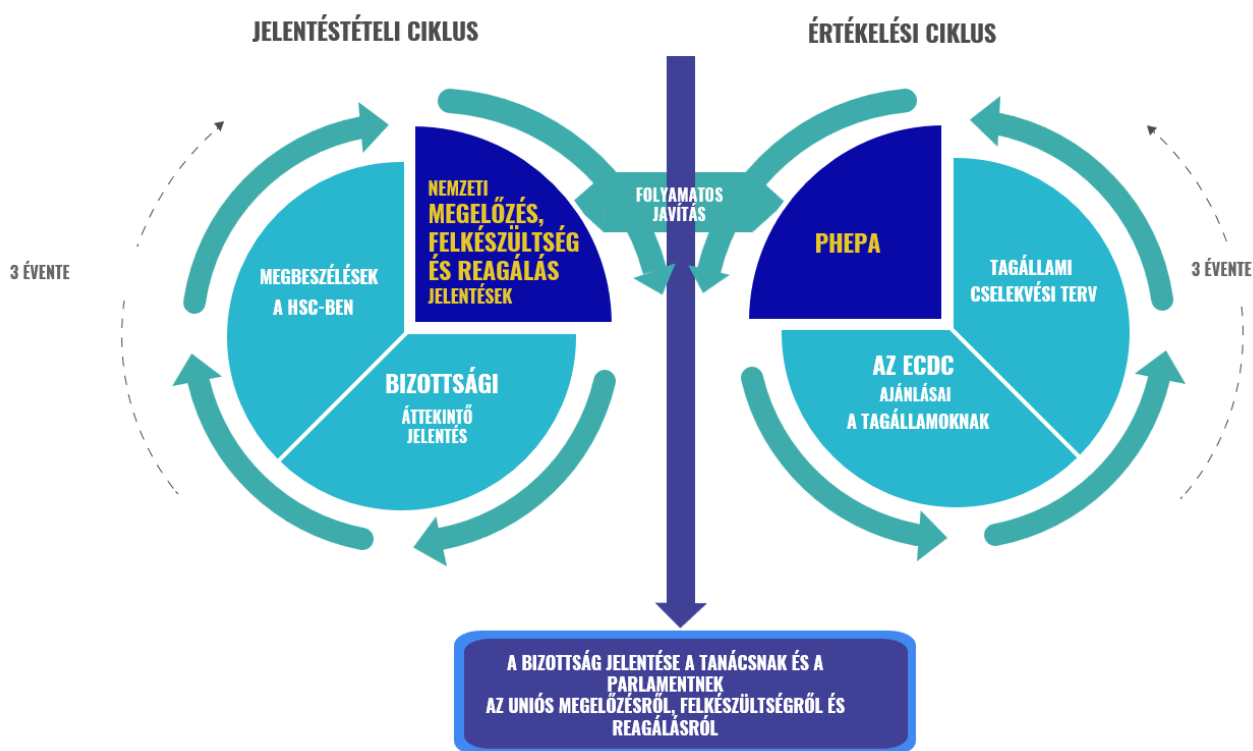 JELENTÉSTÉTELI CIKLUS
ÉRTÉKELÉSI CIKLUS
3 ÉVENTE
MEGBESZÉLÉSEK
A HSC-BEN
NEMZETI
MEGELŐZÉS,
FELKÉSZÜLTSÉG
ÉS REAGÁLÁS
JELENTÉSEK
BIZOTTSÁGI
ÁTTEKINTŐ
JELENTÉS
FOLYAMATOS
JAVÍTÁS
PHEPA
TAGÁLLAMI
CSELEKVÉSI TERV
AZ ECDC
AJÁNLÁSAI
A TAGÁLLAMOKNAK
3 ÉVENTE
A BIZOTTSÁG JELENTÉSE A TANÁCSNAK ÉS A
PARLAMENTNEK
AZ UNIÓS MEGELŐZÉSRŐL, FELKÉSZÜLTSÉGRŐL ÉS
REAGÁLÁSRÓL